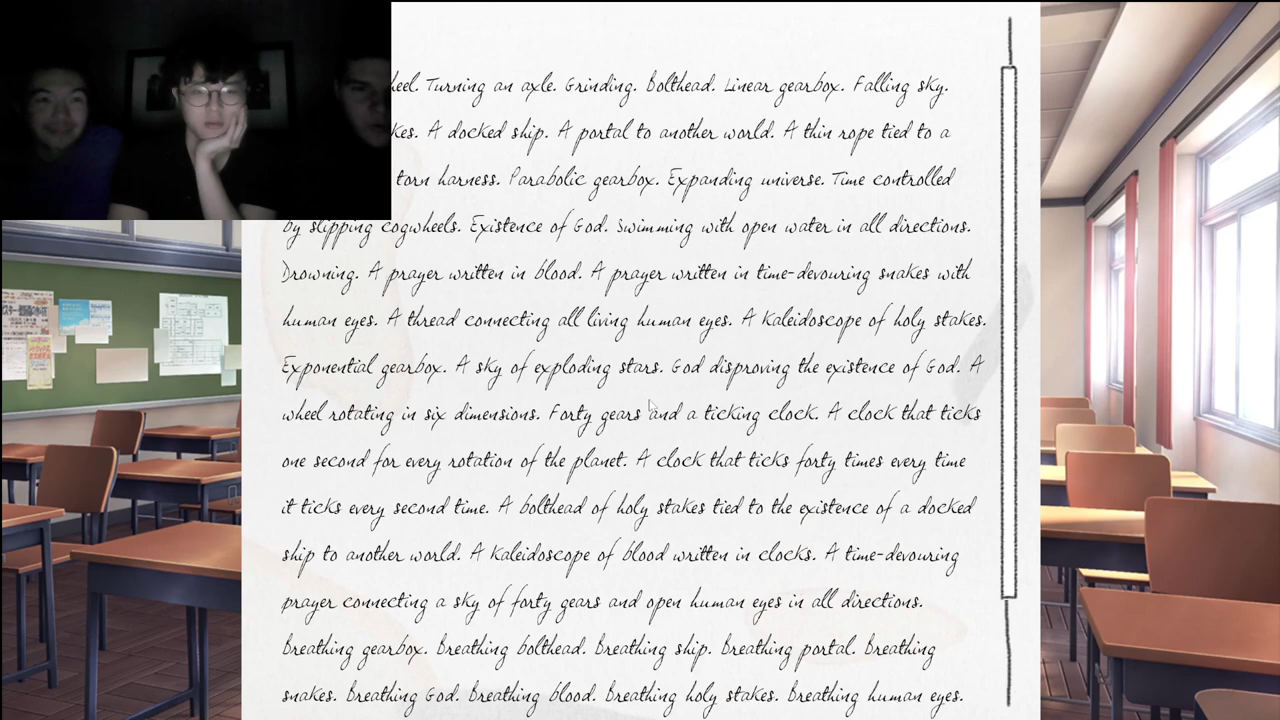 Turning an axle. Grinding. Bolthead. Linear gearbox. Falling sky.
A docked ship. A portal to another world. A thin rope tied to a
torn harness. Parabolic gearbox. Expanding universe. Time controlled
by slipping cogwheels. Existence of God. Swimming with open water in all directions.
Drowning. A prayer written in blood. A prayer written in time-devouring snakes with
human eyes. A thread connecting all living human eyes. A kaleidoscope of holy stakes.
Exponential gearbox. A sky of exploding stars. God disproving the existence of God. A
wheel rotating in six dimensions. Forty gears and a ticking clock. A clock that ticks
one second for every rotation of the planet. A clock that ticks forty times every time
it ticks every second time. A bolthead of holy stakes tied to the existence of a docked
ship to another world. A kaleidoscope of blood written in clocks. A time-devouring
prayer connecting a sky of forty gears and open human eyes in all directions.
Breathing gearbox. Breathing bolthead. Breathing ship. Breathing portal. Breathing
snakes. Breathing God. Breathing blood. Breathing holy stakes. Breathing human eyes.